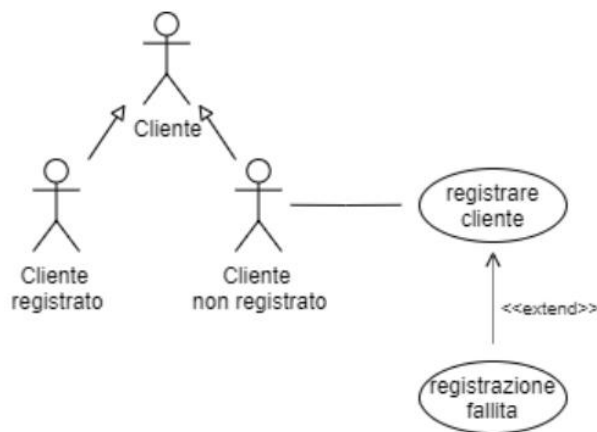 Cliente
Cliente
registrato
Cliente
non registrato
registrare
cliente
<<extend>>
registrazione
fallita